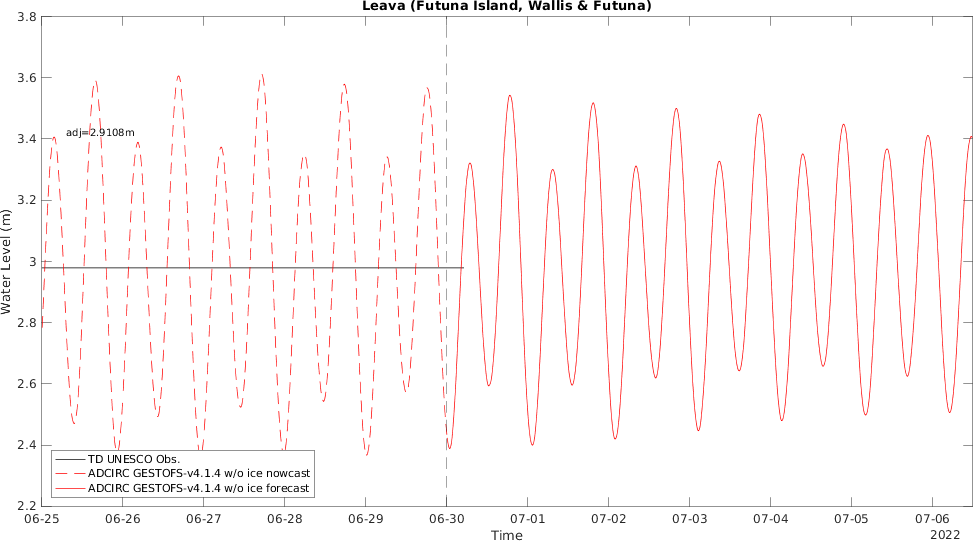 Leava (Futuna Island, Wallis & Futuna)
3.8
3.6
3.4
3.2
3
2.8
2.6
2.4
2.2
Water Level (m)
adj=2.9108m
TD UNESCO Obs.
ADCIRC GESTOFS-v4.1.4 w/o ice nowcast
ADCIRC GESTOFS-v4.1.4 w/o ice forecast
06-25 06-26 06-27 06-28 06-29 06-30 07-01 07-02 07-03 07-04 07-05 07-06
Time
2022